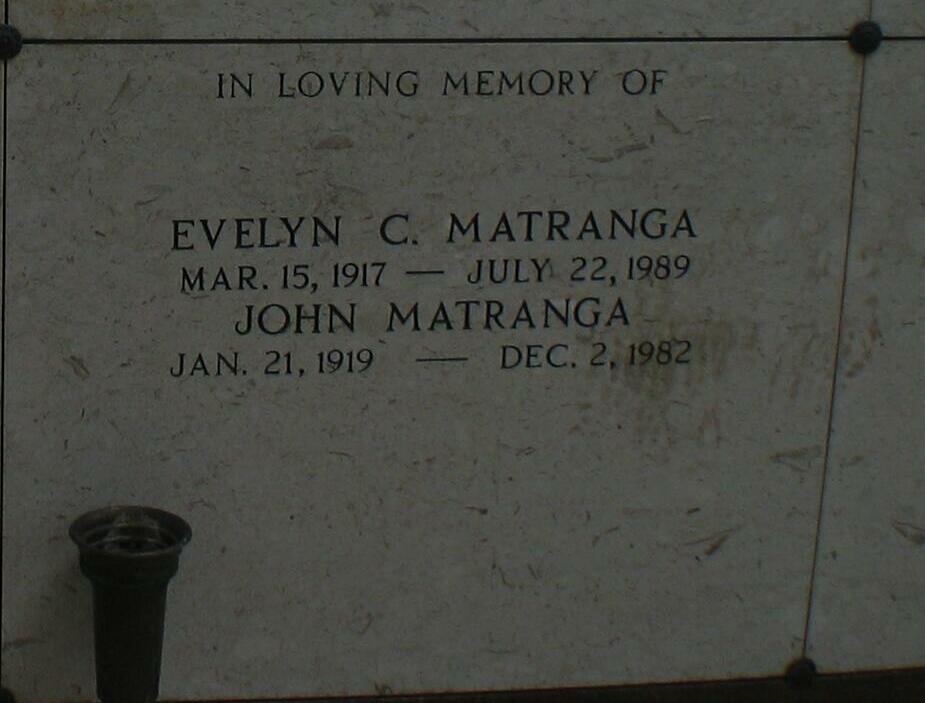 IN LOVING MEMORY OF
EVELYN C. MATRANGA
MAR. 15, 1917 — JULY 22, 1989
JOHN MATRANGA
JAN. 21, 1919 — DEC. 2, 1982